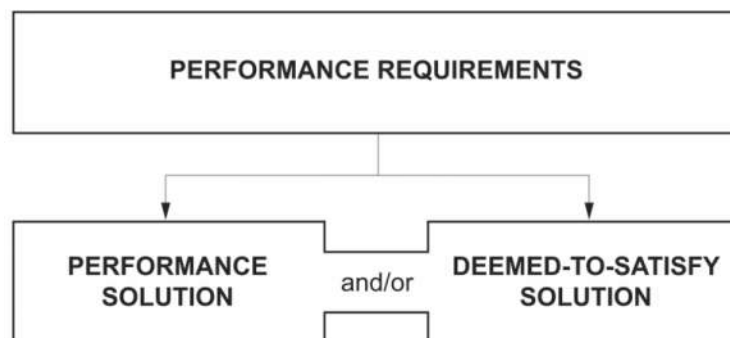 PERFORMANCE REQUIREMENTS
PERFORMANCE
SOLUTION
and/or
DEEMED-TO-SATISFY
SOLUTION